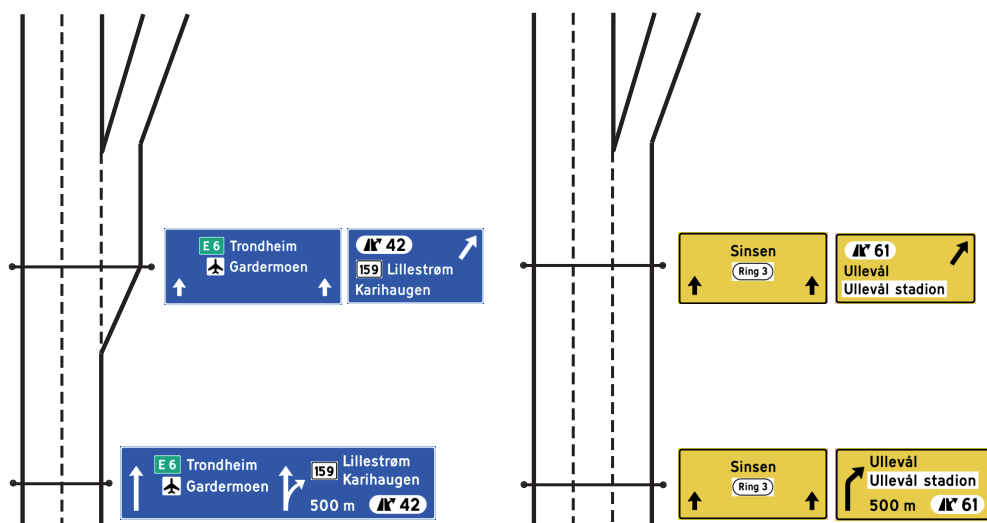 E 6 Trondheim
Gardermoen
42
159 Lillestrøm
Karihaugen
E 6 Trondheim
Gardermoen
159 Lillestrøm
Karihaugen
500 m 42
Sinsen
Ring 3
61
Ullevål
Ullevål stadion
Sinsen
Ring 3
Ullevål
Ullevål stadion
500 m 61